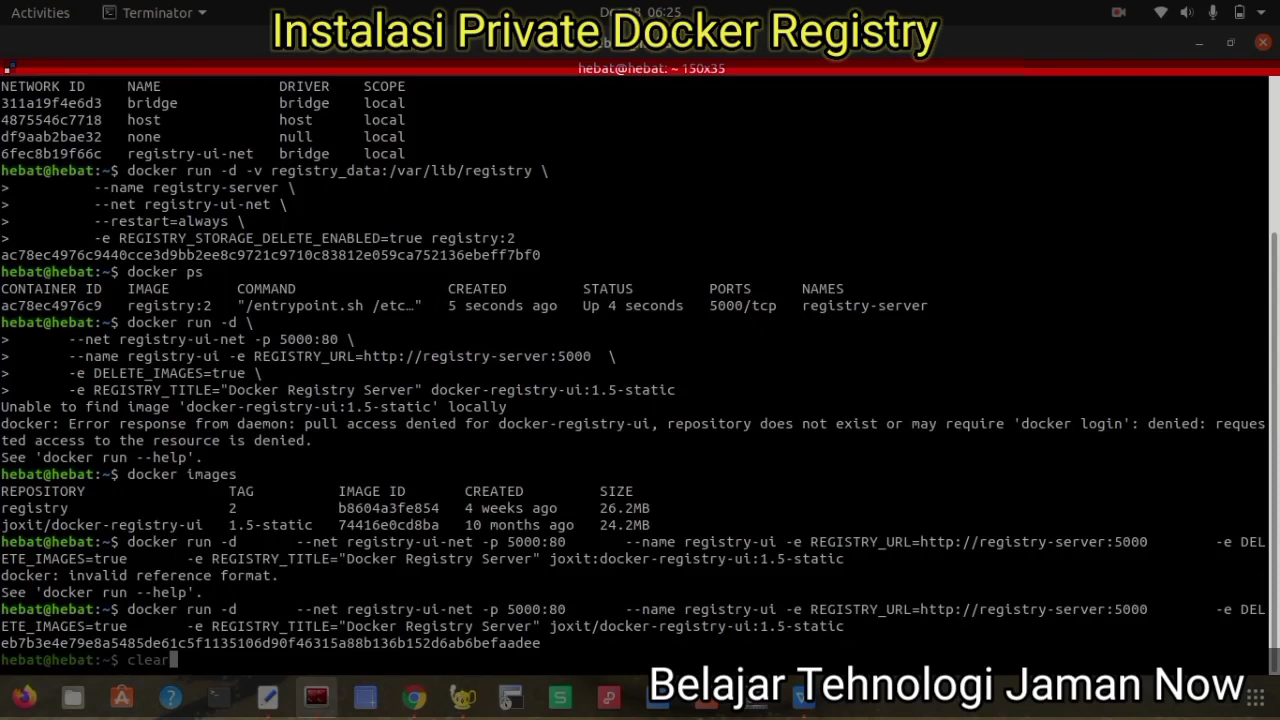 Activities
Terminator
06:25
Instalasi Private Docker Registry
hebat@hebat: ~ 150x35
NETWORK ID     NAME              DRIVER    SCOPE
311a19f4e6d3   bridge            bridge    local
4875546c7718   host              host      local
df9aab2bae32   none              null      local
6fec8b19f66c   registry-ui-net   bridge    local
hebat@hebat:~$ docker run -d -v registry_data:/var/lib/registry \
>          --name registry-server \
>          --net registry-ui-net \
>          --restart=always \
>          -e REGISTRY_STORAGE_DELETE_ENABLED=true registry:2
ac78ec4976c9440cce3d9bb2ee8c9721c9710c83812e059ca752136ebeff7bf0
hebat@hebat:~$ docker ps
CONTAINER ID   IMAGE        COMMAND                  CREATED         STATUS         PORTS      NAMES
ac78ec4976c9   registry:2   "/entrypoint.sh /etc…"   5 seconds ago   Up 4 seconds   5000/tcp   registry-server
hebat@hebat:~$ docker run -d \
>       --net registry-ui-net -p 5000:80 \
>       --name registry-ui -e REGISTRY_URL=http://registry-server:5000  \
>       -e DELETE_IMAGES=true \
>       -e REGISTRY_TITLE="Docker Registry Server" docker-registry-ui:1.5-static
Unable to find image 'docker-registry-ui:1.5-static' locally
docker: Error response from daemon: pull access denied for docker-registry-ui, repository does not exist or may require 'docker login': denied: reques
ted access to the resource is denied.
See 'docker run --help'.
hebat@hebat:~$ docker images
REPOSITORY                 TAG          IMAGE ID       CREATED         SIZE
registry                   2            b8604a3fe854   4 weeks ago     26.2MB
joxit/docker-registry-ui   1.5-static   74416e0cd8ba   10 months ago   24.2MB
hebat@hebat:~$ docker run -d       --net registry-ui-net -p 5000:80       --name registry-ui -e REGISTRY_URL=http://registry-server:5000        -e DEL
ETE_IMAGES=true       -e REGISTRY_TITLE="Docker Registry Server" joxit:docker-registry-ui:1.5-static
docker: invalid reference format.
See 'docker run --help'.
hebat@hebat:~$ docker run -d       --net registry-ui-net -p 5000:80       --name registry-ui -e REGISTRY_URL=http://registry-server:5000        -e DEL
ETE_IMAGES=true       -e REGISTRY_TITLE="Docker Registry Server" joxit/docker-registry-ui:1.5-static
eb7b3e4e79e8a5485de61c5f1135106d90f46315a88b136b152d6ab6befaadee
hebat@hebat:~$ clear
Belajar Tehnologi Jaman Now